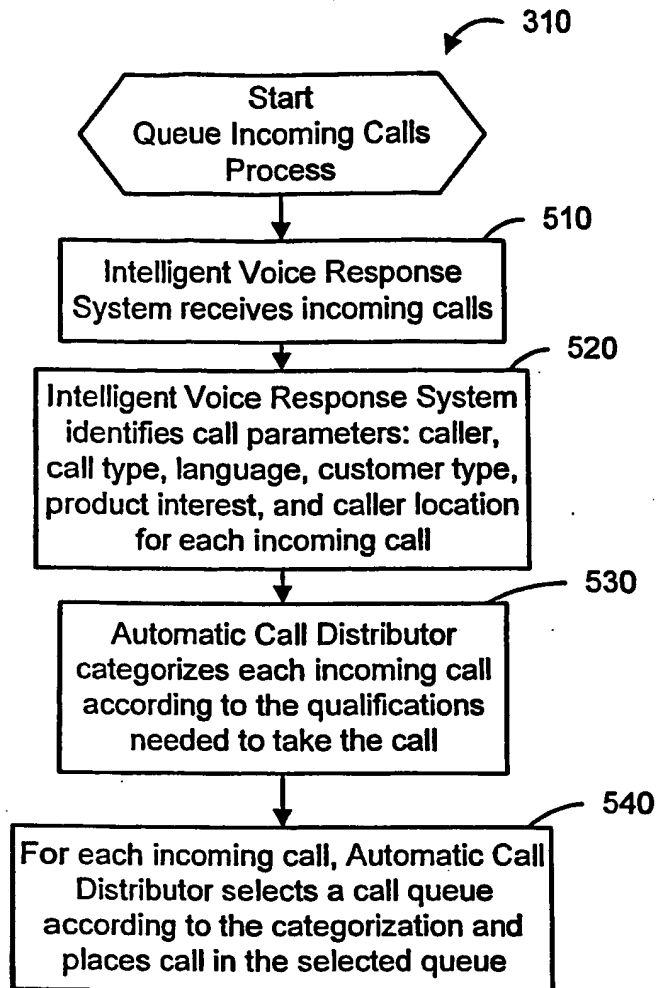 310
Start
Queue Incoming Calls
Process
510
Intelligent Voice Response
System receives incoming calls
520
Intelligent Voice Response System
identifies call parameters: caller,
call type, language, customer type,
product interest, and caller location
for each incoming call
530
Automatic Call Distributor
categorizes each incoming call
according to the qualifications
needed to take the call
540
For each incoming call, Automatic Call
Distributor selects a call queue
according to the categorization and
places call in the selected queue